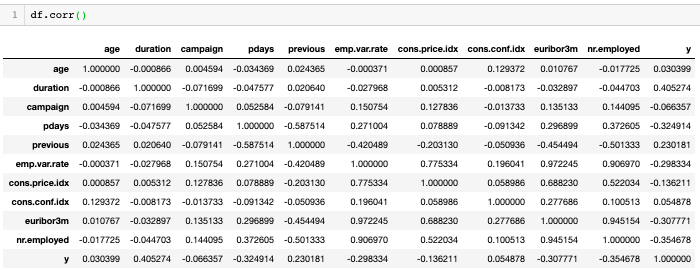 1 df.corr()
age duration campaign pdays previous emp.var.rate cons.price.idx cons.conf.idx euribor3m nr.employed y
age 1.000000 -0.000866 0.004594 -0.034369 0.024365 -0.000371 0.000857 0.129372 0.010767 -0.017725 0.030399
duration -0.000866 1.000000 -0.071699 -0.047577 0.020640 -0.027968 0.005312 -0.008173 -0.032897 -0.044703 0.405274
campaign 0.004594 -0.071699 1.000000 0.052584 -0.079141 0.150754 0.127836 -0.013733 0.135133 0.144095 -0.066357
pdays -0.034369 -0.047577 0.052584 1.000000 -0.587514 0.271004 0.078889 -0.091342 0.296899 0.372605 -0.324914
previous 0.024365 0.020640 -0.079141 -0.587514 1.000000 -0.420489 -0.203130 -0.050936 -0.454494 -0.501333 0.230181
emp.var.rate -0.000371 -0.027968 0.150754 0.271004 -0.420489 1.000000 0.775334 0.196041 0.972245 0.906970 -0.298334
cons.price.idx 0.000857 0.005312 0.127836 0.078889 -0.203130 0.775334 1.000000 0.058986 0.688230 0.522034 -0.136211
cons.conf.idx 0.129372 -0.008173 -0.013733 -0.091342 -0.050936 0.196041 0.058986 1.000000 0.277686 0.100513 0.054878
euribor3m 0.010767 -0.032897 0.135133 0.296899 -0.454494 0.972245 0.688230 0.277686 1.000000 0.945154 -0.307771
nr.employed -0.017725 -0.044703 0.144095 0.372605 -0.501333 0.906970 0.522034 0.100513 0.945154 1.000000 -0.354678
y 0.030399 0.405274 -0.066357 -0.324914 0.230181 -0.298334 -0.136211 0.054878 -0.307771 -0.354678 1.000000